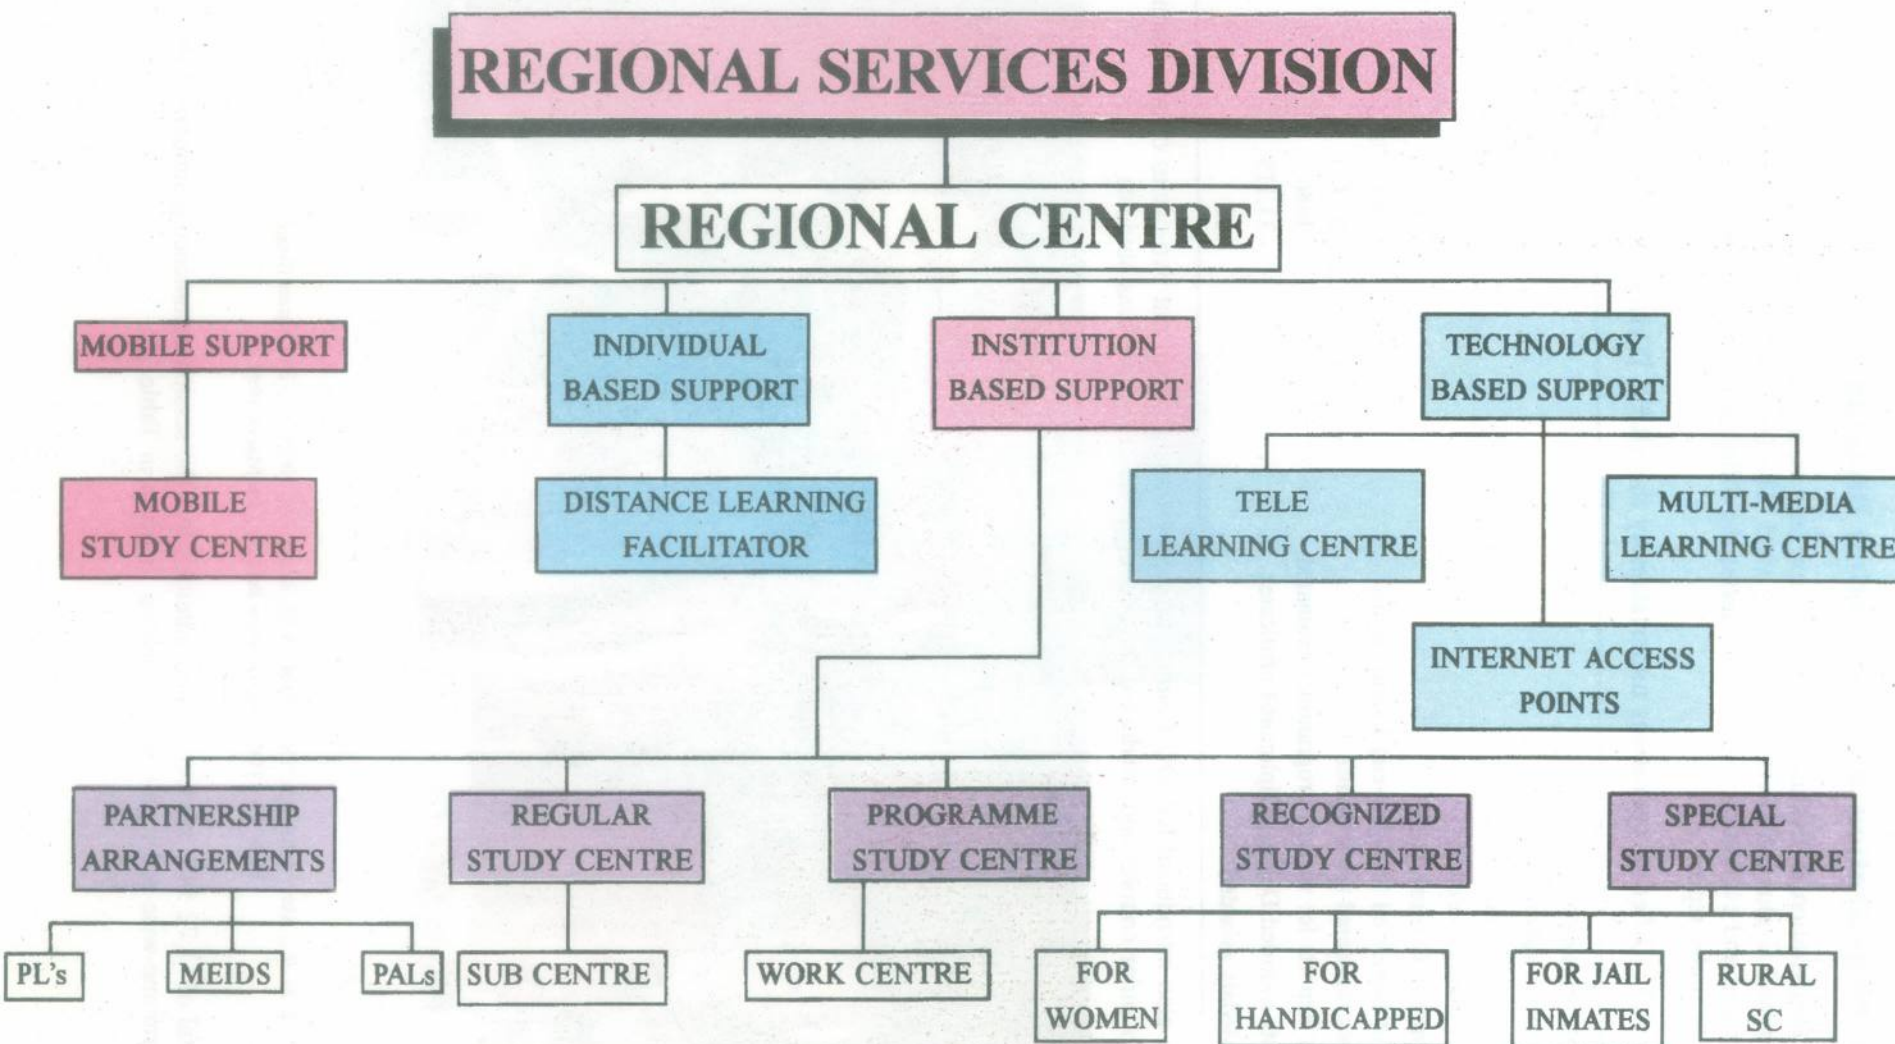 REGIONAL SERVICES DIVISION
REGIONAL CENTRE
MOBILE SUPPORT
INDIVIDUAL
BASED SUPPORT
INSTITUTION
BASED SUPPORT
TECHNOLOGY
BASED SUPPORT
MOBILE
STUDY CENTRE
DISTANCE LEARNING
FACILITATOR
TELE
LEARNING CENTRE
MULTI-MEDIA
LEARNING CENTRE
INTERNET ACCESS
POINTS
PARTNERSHIP
ARRANGEMENTS
REGULAR
STUDY CENTRE
PROGRAMME
STUDY CENTRE
RECOGNIZED
STUDY CENTRE
SPECIAL
STUDY CENTRE
PL's
MEIDS
PALs
SUB CENTRE
WORK CENTRE
FOR
WOMEN
FOR
HANDICAPPED
FOR JAIL
INMATES
RURAL
SC